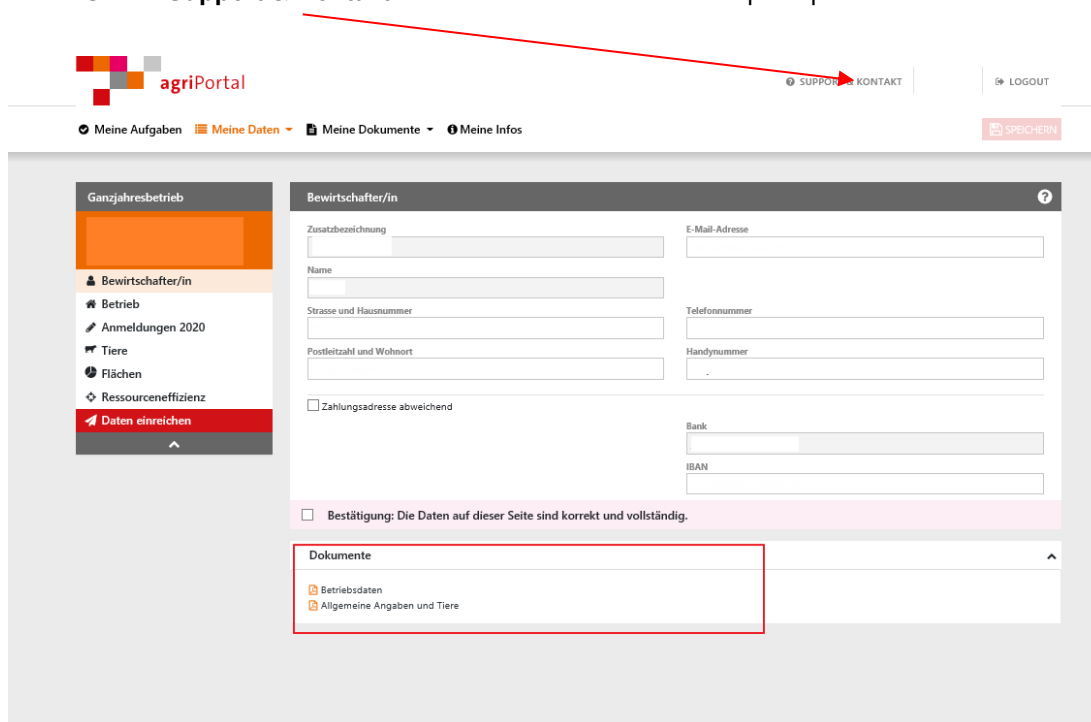 agriPortal
SUPPORT & KONTAKT
LOGOUT
Meine Aufgaben Meine Daten Meine Dokumente Meine Infos
SPEICHERN
Ganzjahresbetrieb
Bewirtschafter/in
Betrieb
Anmeldungen 2020
Tiere
Flächen
Ressourceneffizienz
Daten einreichen
Bewirtschafter/in
Zusatzbezeichnung
E-Mail-Adresse
Name
Strasse und Hausnummer
Telefonnummer
Postleitzahl und Wohnort
Handynummer
Zahlungsadresse abweichend
Bank
IBAN
Bestätigung: Die Daten auf dieser Seite sind korrekt und vollständig.
Dokumente
Betriebsdaten
Allgemeine Angaben und Tiere